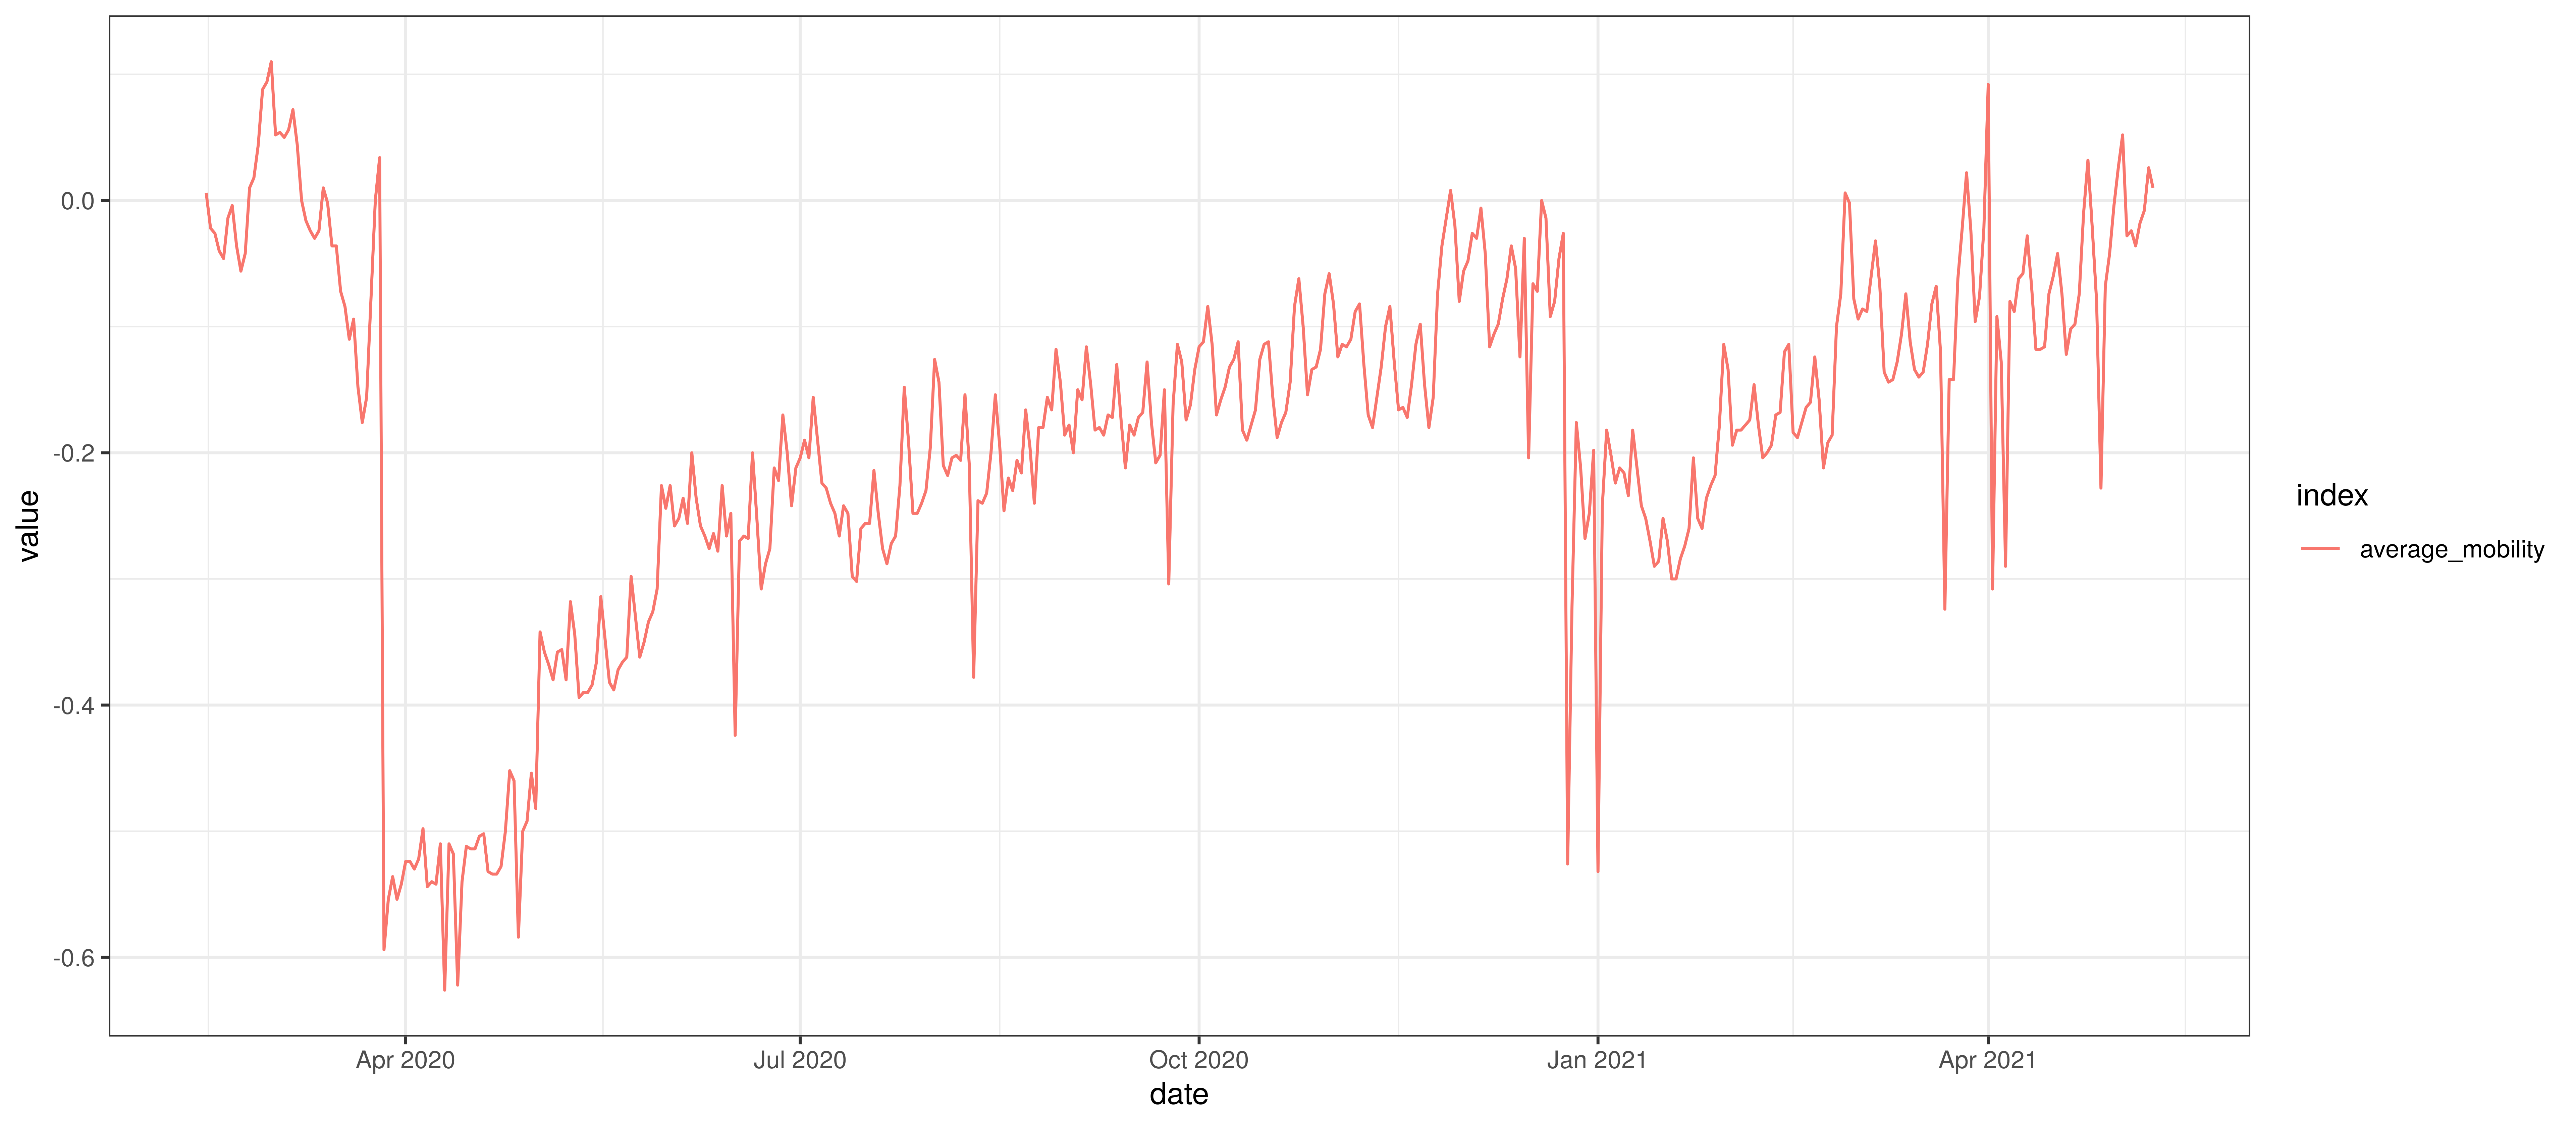 0.0
-0.2
-0.4
-0.6
value
Apr 2020
Jul 2020
Oct 2020
Jan 2021
Apr 2021
date
index
average_mobility